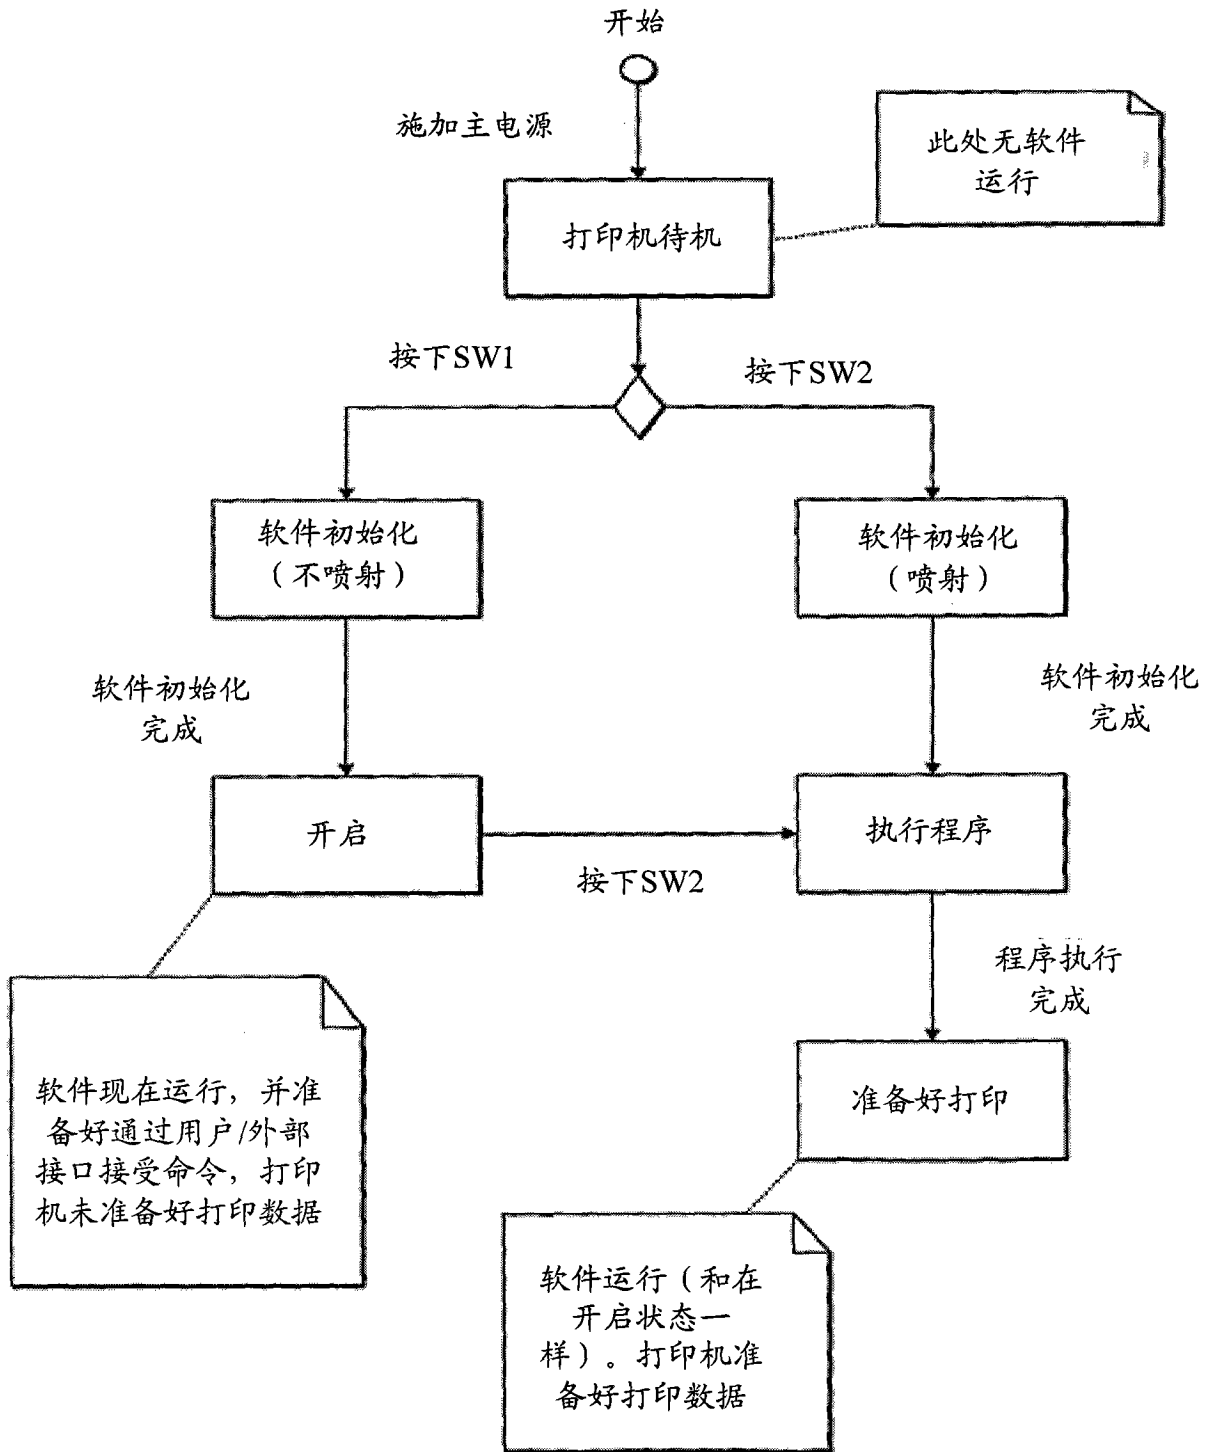 开始
施加主电源
此处无软件
运行
打印机待机
按下SW1
按下SW2
软件初始化
（不喷射）
软件初始化
（喷射）
软件初始化
完成
软件初始化
完成
开启
执行程序
按下SW2
程序执行
完成
准备好打印
软件现在运行，并准
备好通过用户/外部
接口接受命令，打印
机未准备好打印数据
软件运行（和在
开启状态一
样）。打印机准
备好打印数据